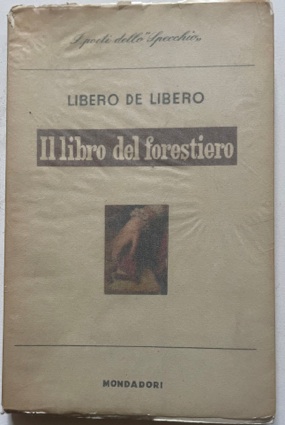 I poeti dello "Specchio"
LIBERO DE LIBERO
Il libro del forestiero
MONDADORI